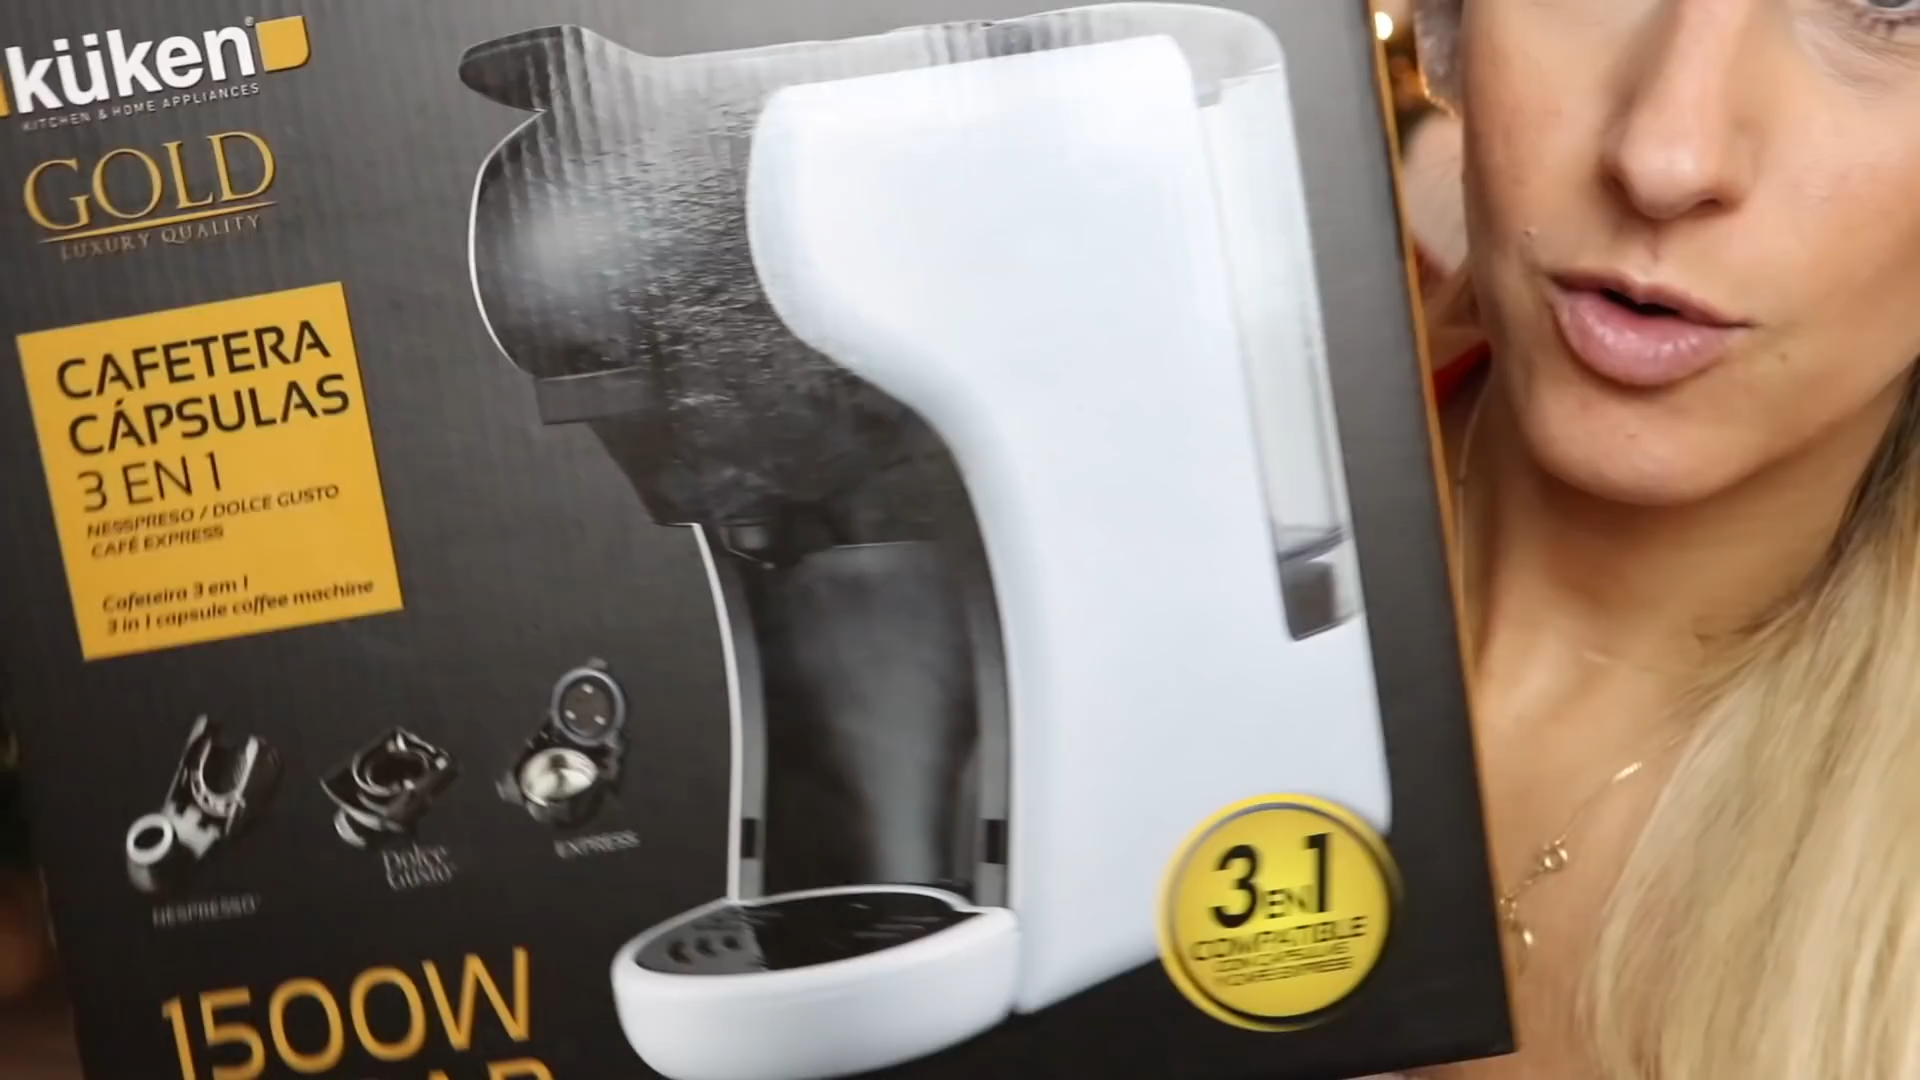 küken
KITCHEN & HOME APPLIANCES
GOLD
LUXURY QUALITY
CAFETERA
CÁPSULAS
3 EN 1
NESSPRESO / DOLCE GUSTO
CAFÉ EXPRESS
Cafeteira 3 em 1
3 in 1 capsule coffee machine
NESPRESSO
DOLCE GUSTO
EXPRESS
1500W
3 EN 1
COMPATIBLE